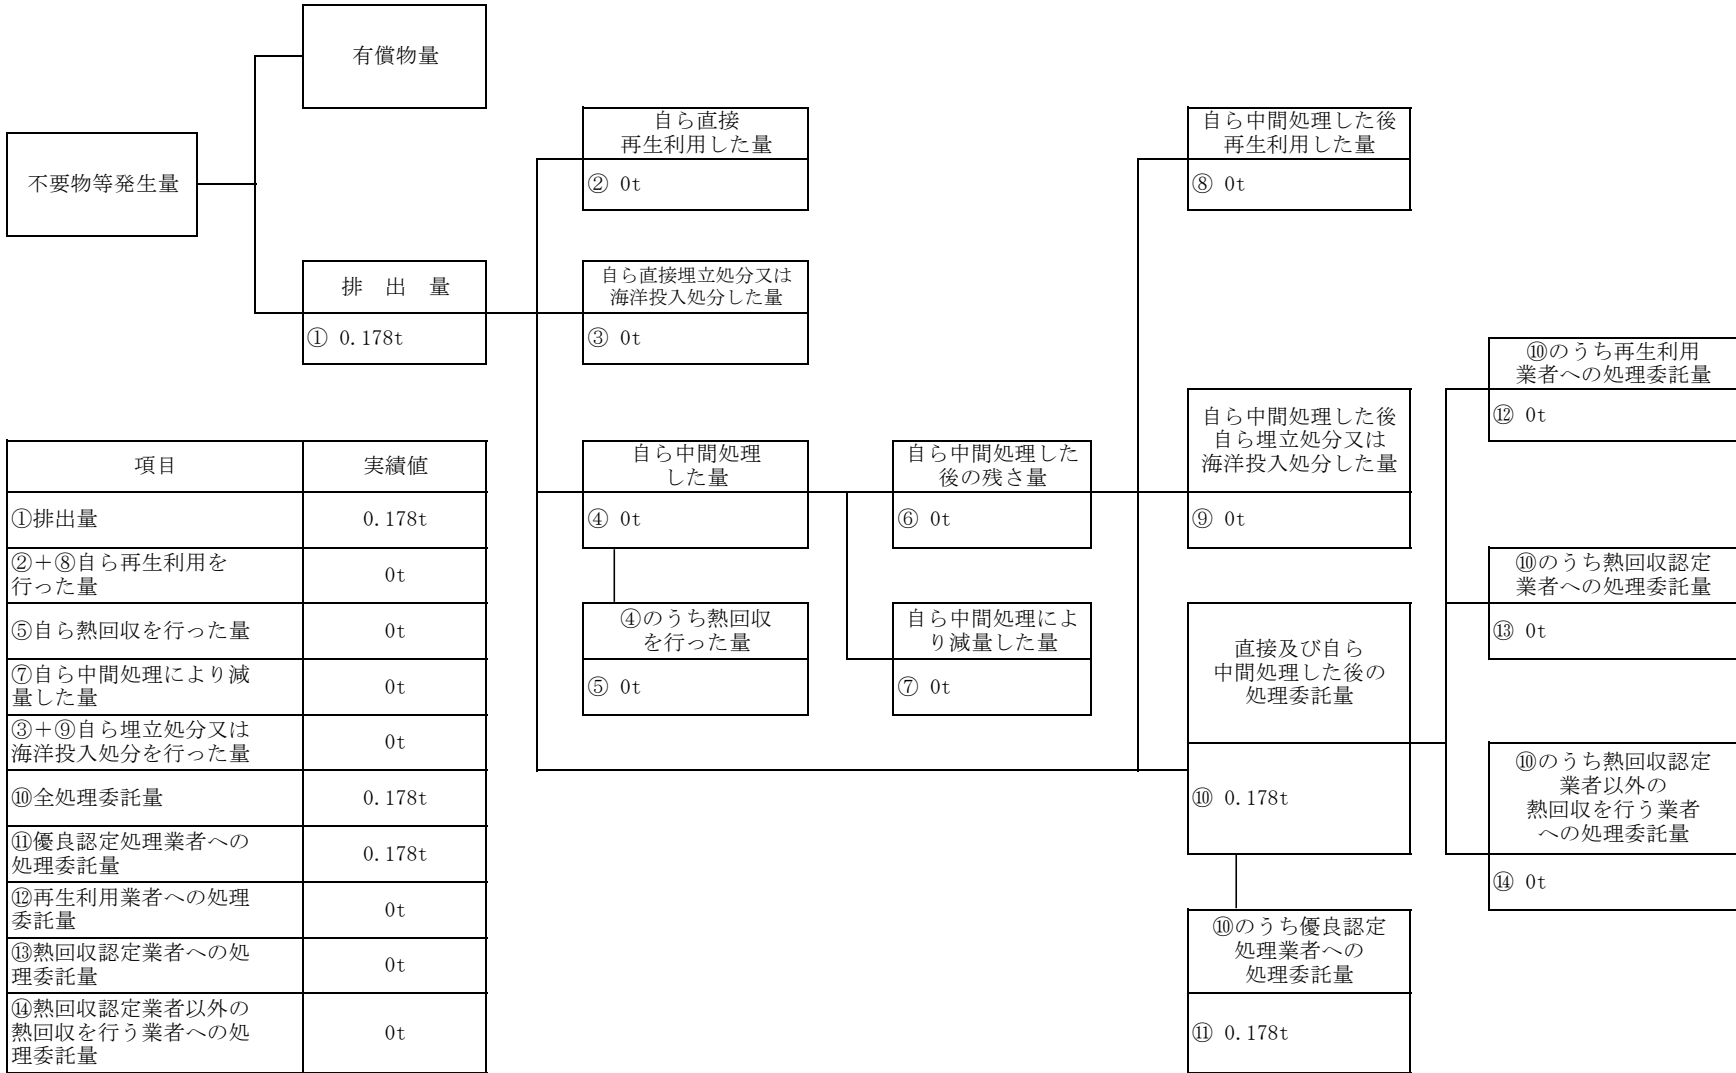 有償物量
不要物等発生量
排 出 量
① 0.178t
自ら直接
再生利用した量
② 0t
自ら直接埋立処分又は
海洋投入処分した量
③ 0t
自ら中間処理
した量
④ 0t
④のうち熱回収
を行った量
⑤ 0t
自ら中間処理した
後の残さ量
⑥ 0t
自ら中間処理によ
り減量した量
⑦ 0t
自ら中間処理した後
再生利用した量
⑧ 0t
自ら中間処理した後
自ら埋立処分又は
海洋投入処分した量
⑨ 0t
直接及び自ら
中間処理した後の
処理委託量
⑩ 0.178t
⑩のうち優良認定
処理業者への
処理委託量
⑪ 0.178t
⑩のうち再生利用
業者への処理委託量
⑫ 0t
⑩のうち熱回収認定
業者への処理委託量
⑬ 0t
⑩のうち熱回収認定
業者以外の
熱回収を行う業者
への処理委託量
⑭ 0t
項目 実績値
①排出量 0.178t
②＋⑧自ら再生利用を
行った量 0t
⑤自ら熱回収を行った量 0t
⑦自ら中間処理により減
量した量 0t
③＋⑨自ら埋立処分又は
海洋投入処分を行った量 0t
⑩全処理委託量 0.178t
⑪優良認定処理業者への
処理委託量 0.178t
⑫再生利用業者への処理
委託量 0t
⑬熱回収認定業者への処
理委託量 0t
⑭熱回収認定業者以外の
熱回収を行う業者への処
理委託量 0t